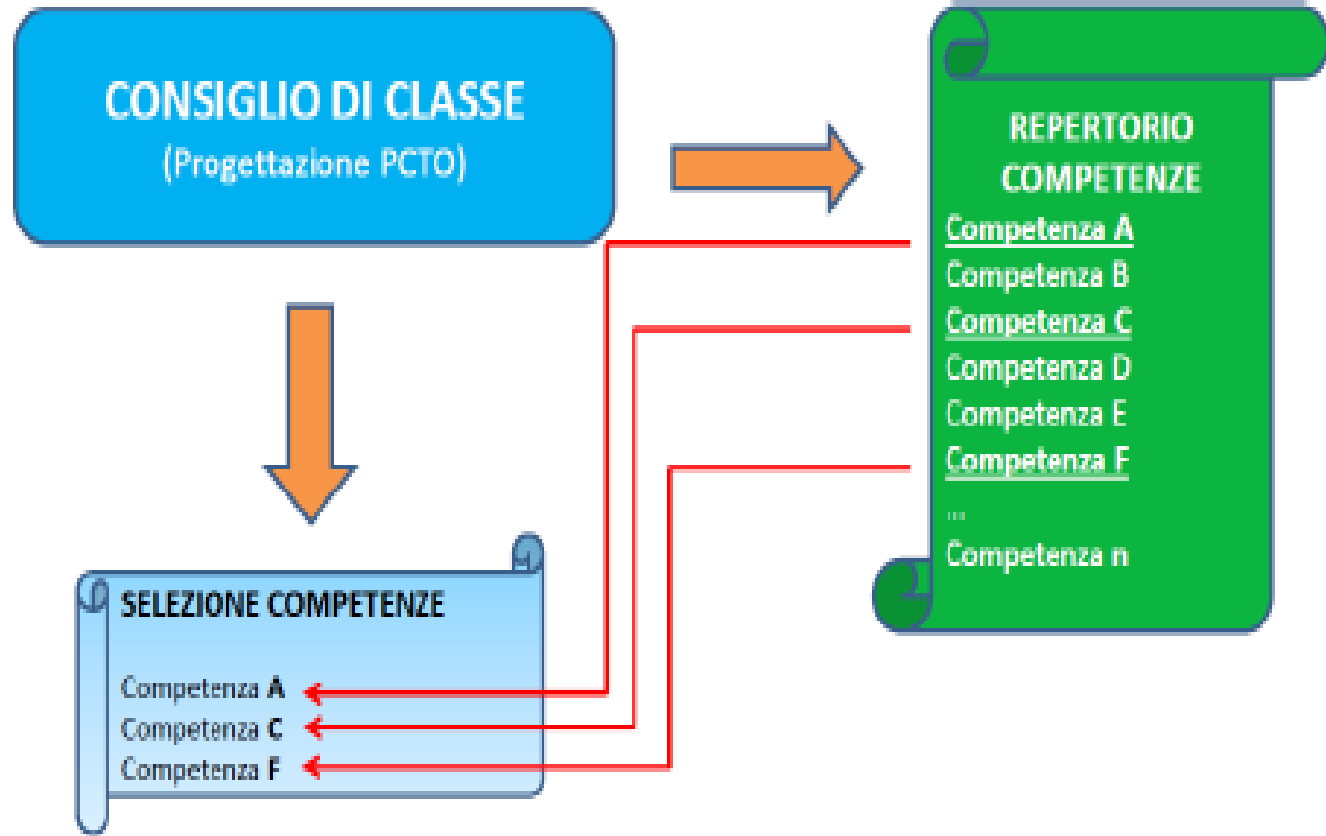 CONSIGLIO DI CLASSE
(Progettazione PCTO)
REPERTORIO
COMPETENZE
Competenza A
Competenza B
Competenza C
Competenza D
Competenza E
Competenza F
...
Competenza n
SELEZIONE COMPETENZE
Competenza A
Competenza C
Competenza F